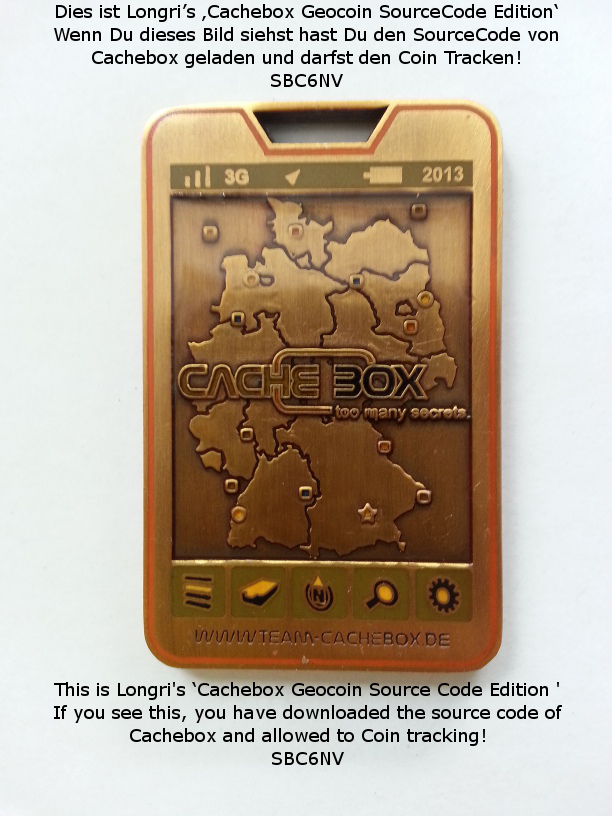 Dies ist Longri's ‚Cachebox Geocoin SourceCode Edition‘
Wenn Du dieses Bild siehst hast Du den SourceCode von
Cachebox geladen und darfst den Coin Tracken!
SBC6NV
3G 2013
CACHE BOX
too many secrets.
N
WWW.TEAM-CACHEBOX.DE
This is Longri's ‘Cachebox Geocoin Source Code Edition '
If you see this, you have downloaded the source code of
Cachebox and allowed to Coin tracking!
SBC6NV